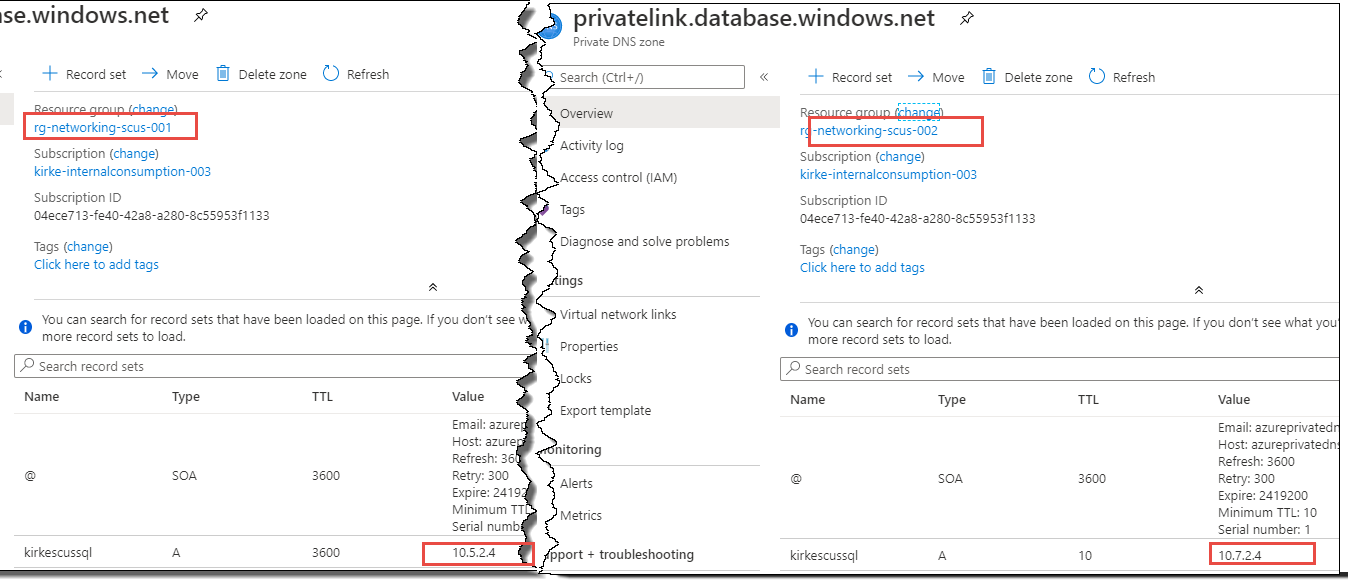 se.windows.net
Record set
Move
Delete zone
Refresh
Resource group (change)
rg-networking-scus-001
Subscription (change)
kirke-internalconsumption-003
Subscription ID
04ece713-fe40-42a8-a280-8c55953f1133
Tags (change)
Click here to add tags
You can search for record sets that have been loaded on this page. If you don't see w
more record sets to load.
Search record sets
Name Type TTL Value
@ SOA 3600
Email: azurep
Host: azurep
Refresh: 360
Retry: 300
Expire: 24192
Minimum TTL
Serial numb
kirkescussql A 3600 10.5.2.4
privatelink.database.windows.net
Private DNS zone
Search (Ctrl+/)
«
Overview
Activity log
Access control (IAM)
Tags
Diagnose and solve problems
tings
Virtual network links
Properties
Locks
Export template
onitoring
Alerts
Metrics
upport + troubleshooting
Record set
Move
Delete zone
Refresh
Resource group (change)
rg-networking-scus-002
Subscription (change)
kirke-internalconsumption-003
Subscription ID
04ece713-fe40-42a8-a280-8c55953f1133
Tags (change)
Click here to add tags
You can search for record sets that have been loaded on this page. If you don't see what you'
more record sets to load.
Search record sets
Name Type TTL Value
@ SOA 3600
Email: azureprivatedn
Host: azureprivatedns
Refresh: 3600
Retry: 300
Expire: 2419200
Minimum TTL: 10
Serial number: 1
kirkescussql A 10 10.7.2.4